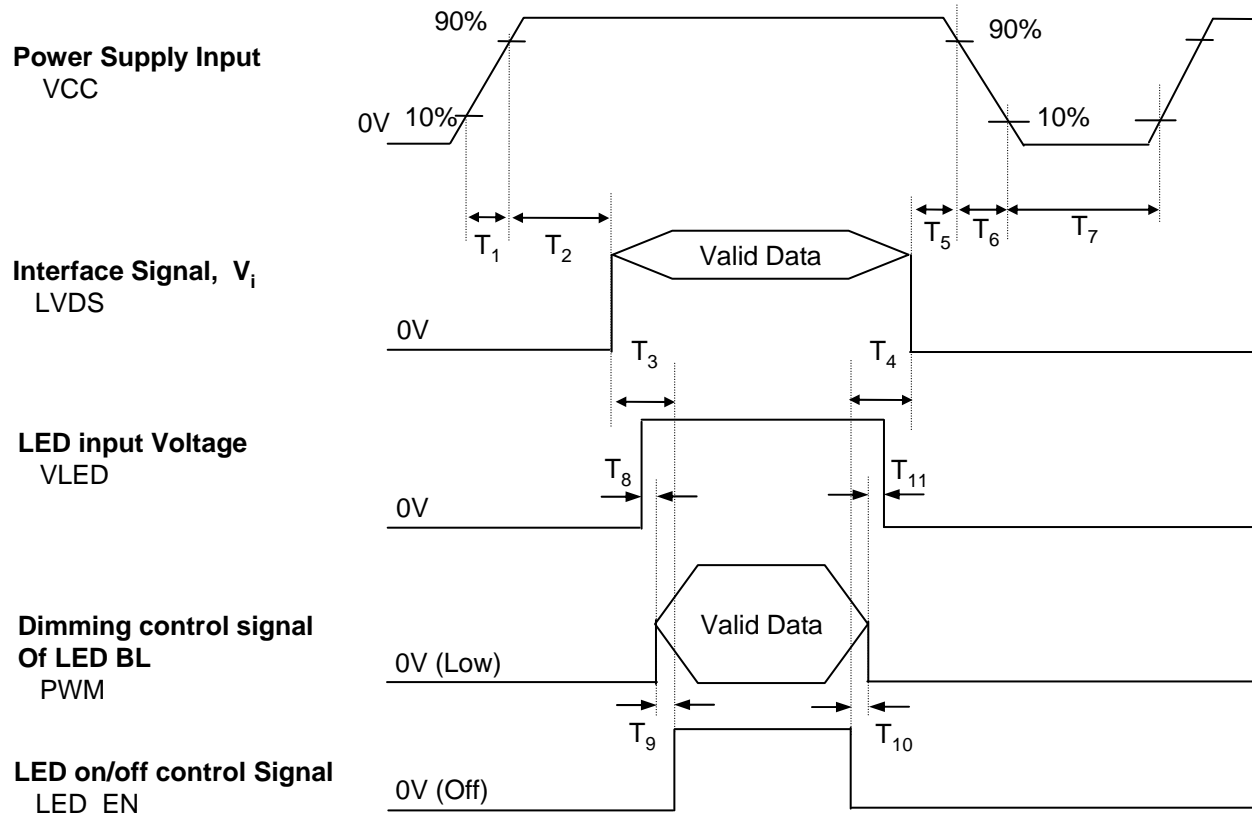 90%
90%
Power Supply Input
VCC
0V
10%
10%
T1
T2
T5
T6
T7
Interface Signal, Vi
LVDS
Valid Data
0V
T3
T4
LED input Voltage
VLED
T8
T11
0V
Dimming control signal
Of LED BL
PWM
Valid Data
0V (Low)
T9
T10
LED on/off control Signal
LED_EN
0V (Off)